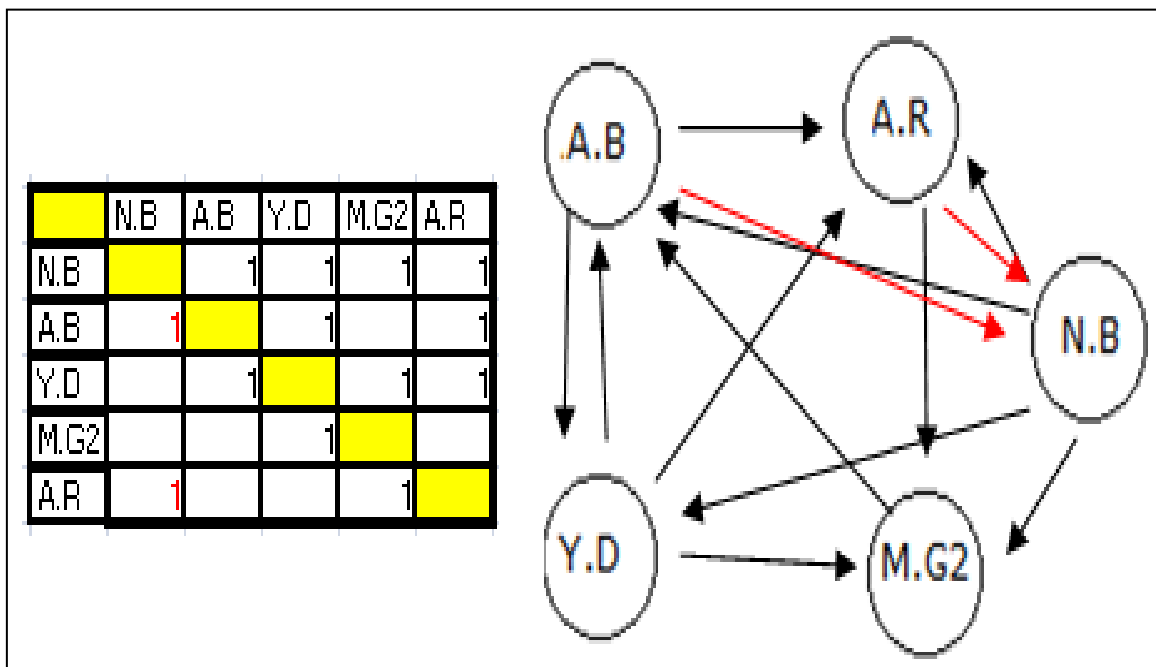 N.B A.B Y.D M.G2 A.R
N.B 1 1 1 1
A.B 1 1 1
Y.D 1 1 1
M.G2 1
A.R 1 1
.A.B
A.R
N.B
Y.D
M.G2